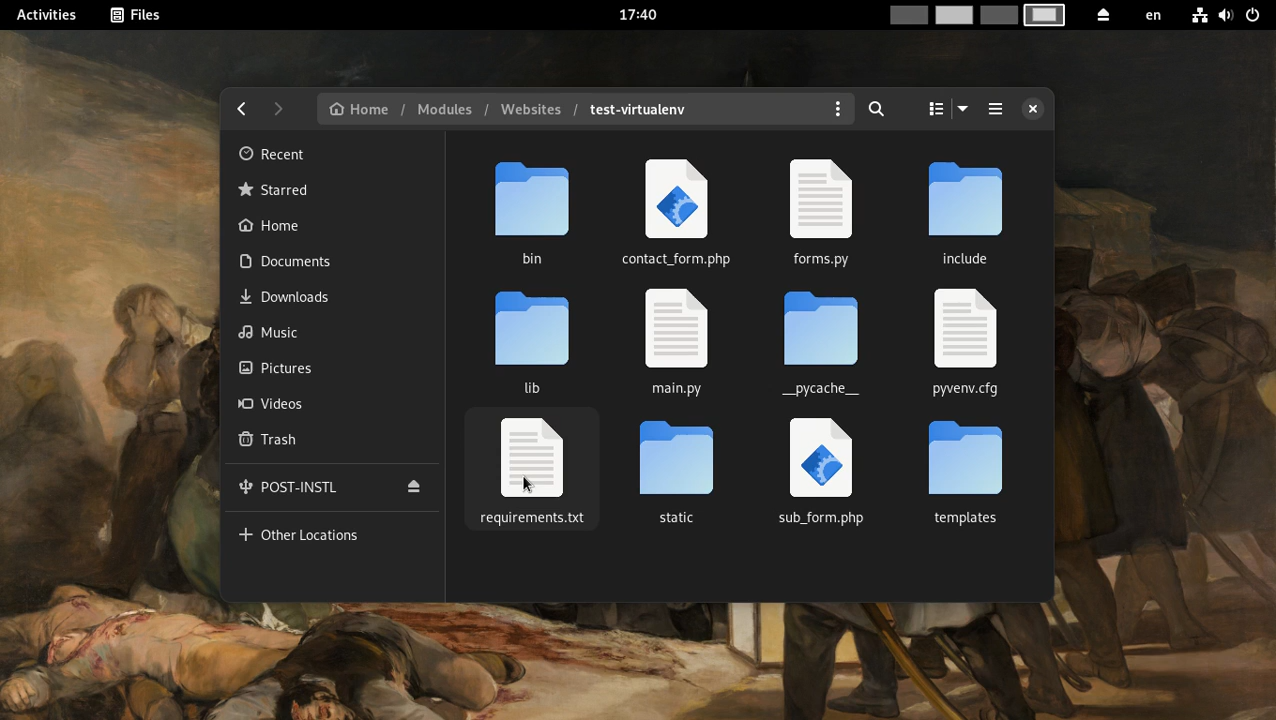 Activities Files 17:40 en
Home / Modules / Websites / test-virtualenv
Recent
Starred
Home
Documents
Downloads
Music
Pictures
Videos
Trash
POST-INSTL
Other Locations
bin contact_form.php forms.py include
lib main.py __pycache__ pyvenv.cfg
requirements.txt static sub_form.php templates